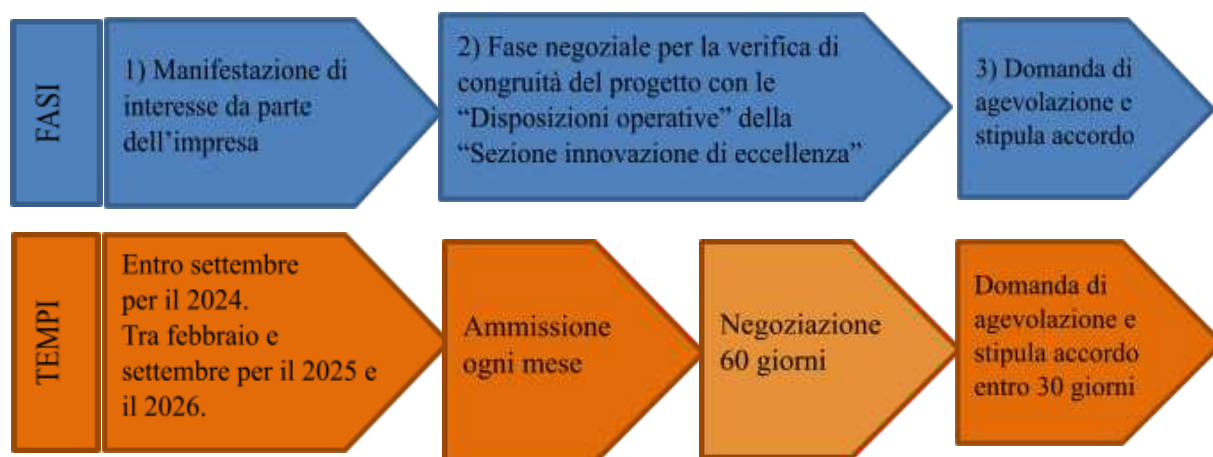 FASI
1) Manifestazione di
interesse da parte
dell’impresa
2) Fase negoziale per la verifica di
congruità del progetto con le
“Disposizioni operative” della
“Sezione innovazione di eccellenza”
3) Domanda di
agevolazione e
stipula accordo
TEMPI
Entro settembre
per il 2024.
Tra febbraio e
settembre per il 2025 e
il 2026.
Ammissione
ogni mese
Negoziazione
60 giorni
Domanda di
agevolazione e
stipula accordo
entro 30 giorni